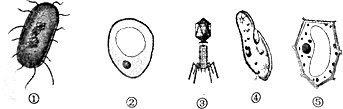 ① ② ③ ④ ⑤